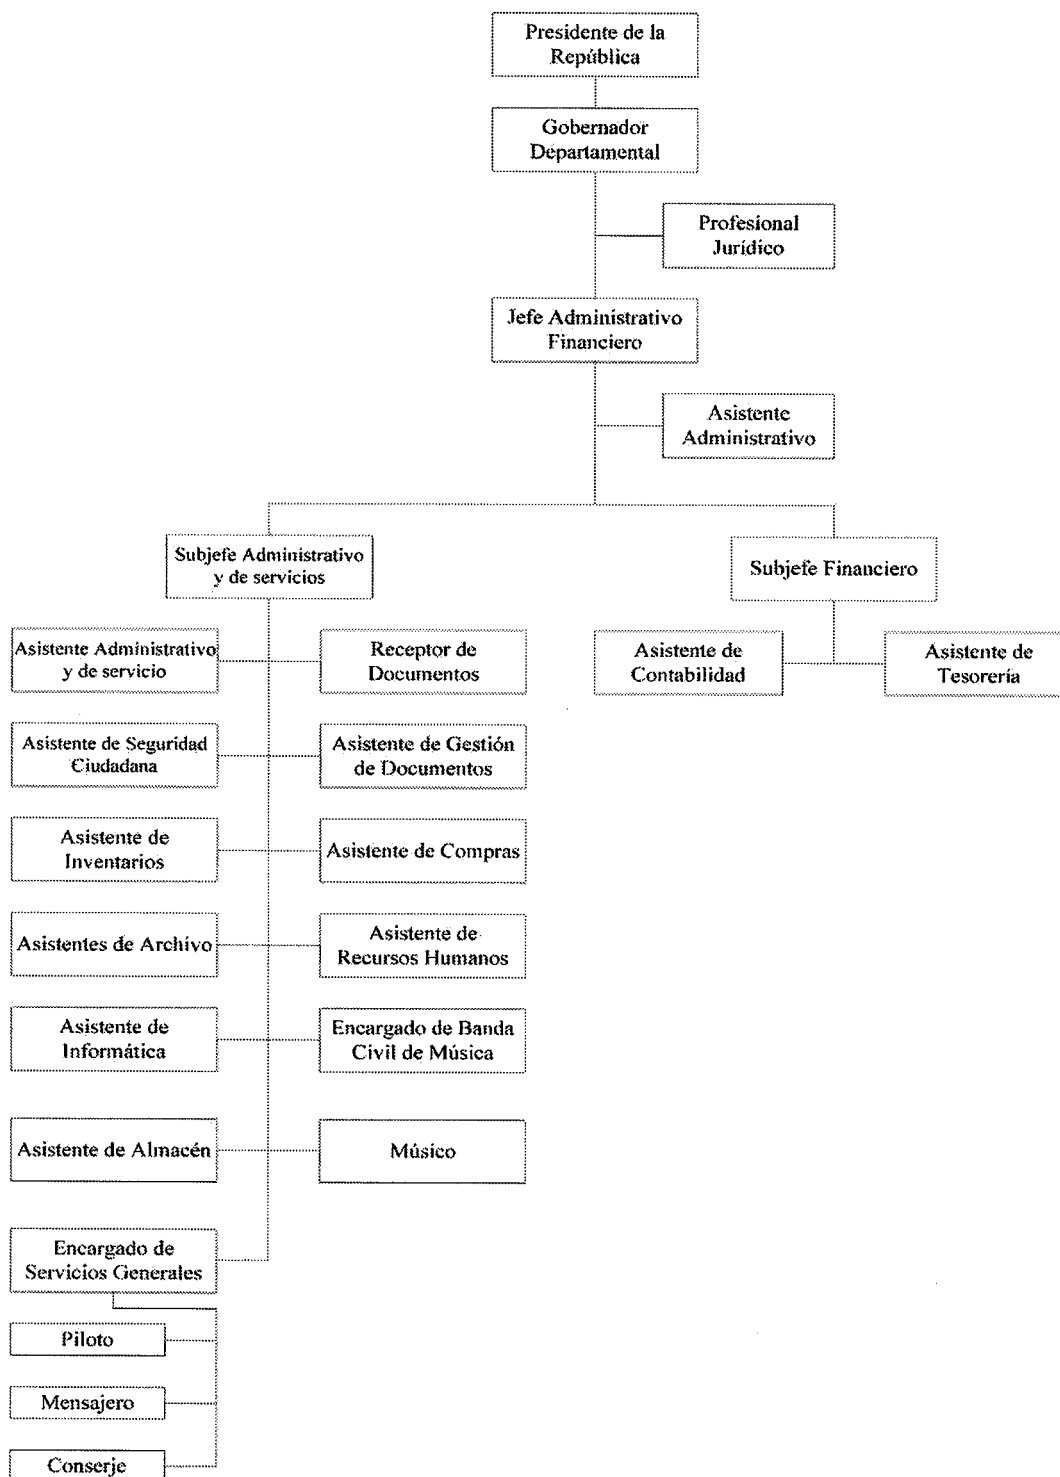 Presidente de la
República
Gobernador
Departamental
Profesional
Jurídico
Jefe Administrativo
Financiero
Asistente
Administrativo
Subjefe Administrativo
y de servicios
Subjefe Financiero
Asistente Administrativo
y de servicio
Receptor de
Documentos
Asistente de
Contabilidad
Asistente de
Tesorería
Asistente de Seguridad
Ciudadana
Asistente de Gestión
de Documentos
Asistente de
Inventarios
Asistente de Compras
Asistentes de Archivo
Asistente de
Recursos Humanos
Asistente de
Informática
Encargado de Banda
Civil de Música
Asistente de Almacén
Músico
Encargado de
Servicios Generales
Piloto
Mensajero
Conserje